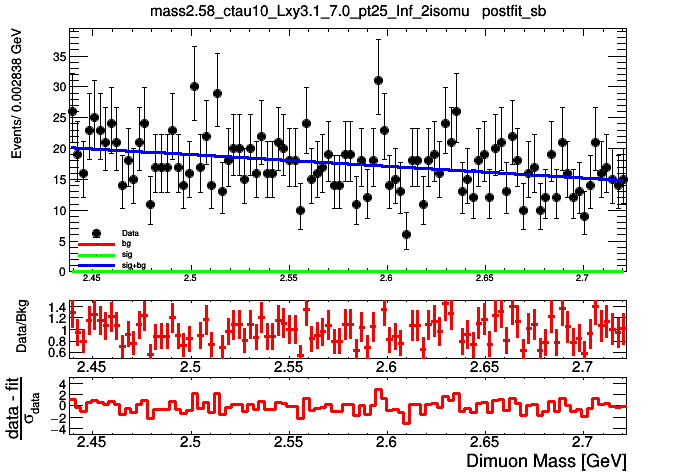 mass2.58_ctau10_Lxy3.1_7.0_pt25_Inf_2isomu postfit_sb
Events/ 0.002838 GeV
35
30
25
20
15
10
5
0
Data
bg
sig
sig+bg
2.45 2.5 2.55 2.6 2.65 2.7
Data/Bkg
1.4
1.2
1
0.8
0.6
2.45 2.5 2.55 2.6 2.65 2.7
data - fit
σdata
4
2
0
−2
−4
2.45 2.5 2.55 2.6 2.65 2.7
Dimuon Mass [GeV]